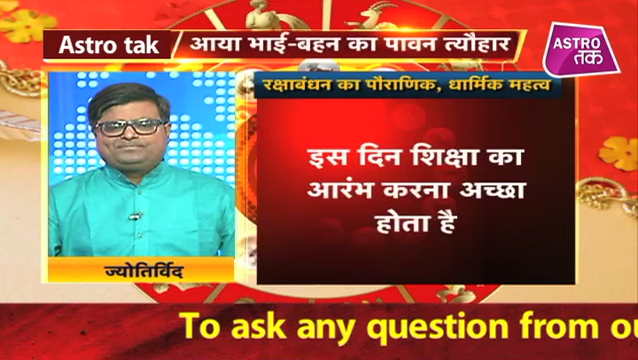 Astro tak
आया भाई-बहन का पावन त्यौहार
ASTRO
तक
रक्षाबंधन का पौराणिक, धार्मिक महत्व
इस दिन शिक्षा का
आरंभ करना अच्छा
होता है
ज्योतिर्विद
To ask any question from ou